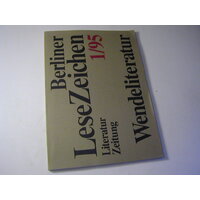 Berliner
LeseZeichen
1/95
Literatur
Zeitung
Wendeliteratur